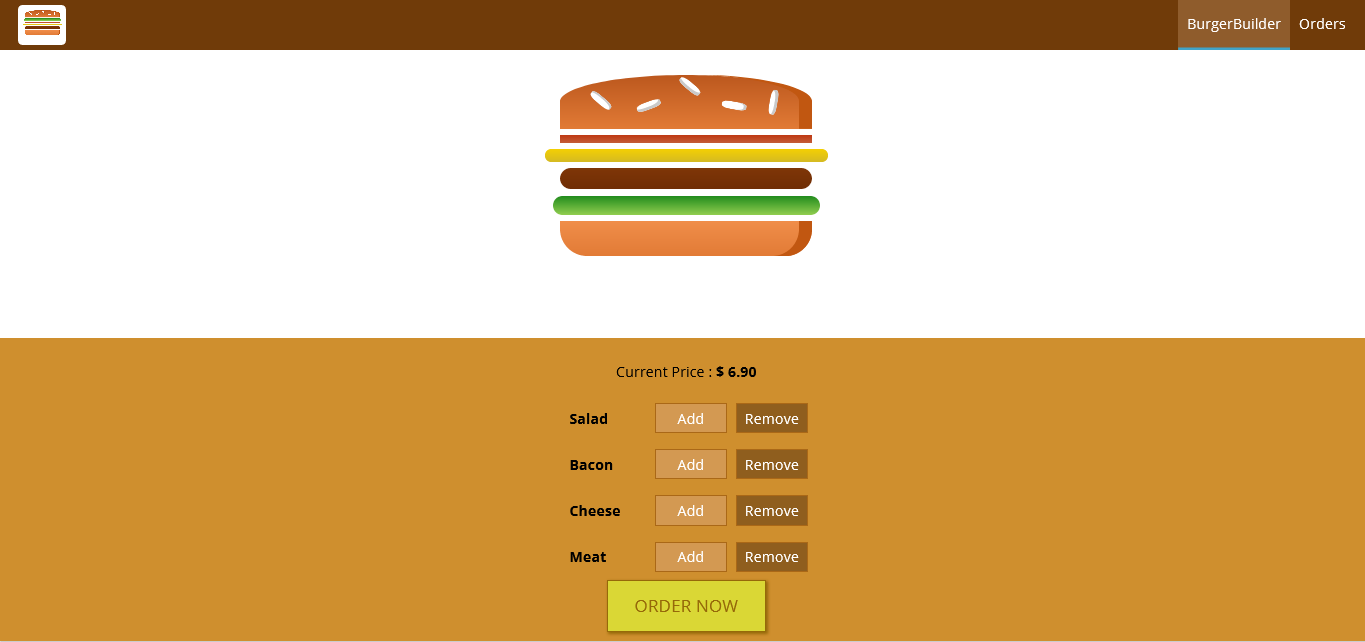 BurgerBuilder Orders
Current Price : $ 6.90
Salad Add Remove
Bacon Add Remove
Cheese Add Remove
Meat Add Remove
ORDER NOW